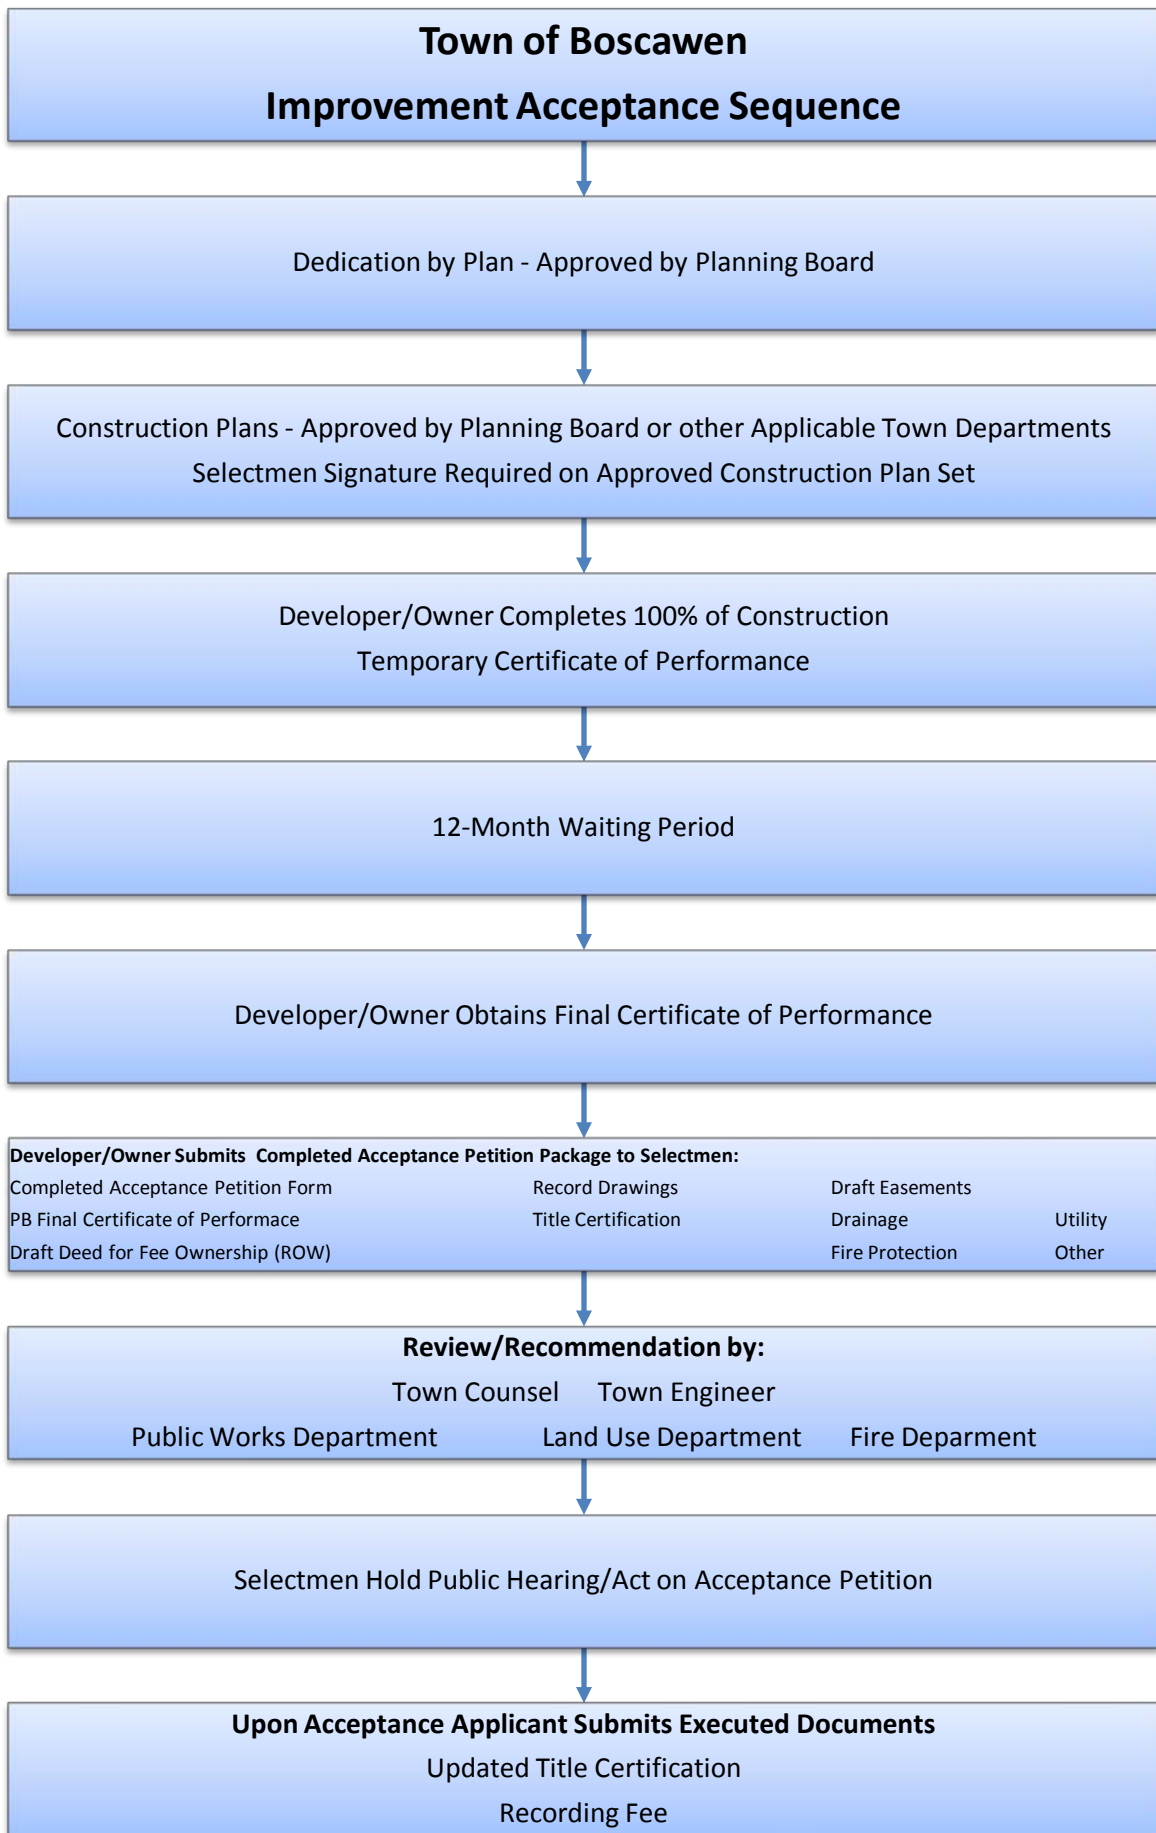 Town of Boscawen
Improvement Acceptance Sequence
Dedication by Plan - Approved by Planning Board
Construction Plans - Approved by Planning Board or other Applicable Town Departments
Selectmen Signature Required on Approved Construction Plan Set
Developer/Owner Completes 100% of Construction
Temporary Certificate of Performance
12-Month Waiting Period
Developer/Owner Obtains Final Certificate of Performance
Developer/Owner Submits Completed Acceptance Petition Package to Selectmen:
Completed Acceptance Petition Form Record Drawings Draft Easements
PB Final Certificate of Performace Title Certification Drainage Utility
Draft Deed for Fee Ownership (ROW) Fire Protection Other
Review/Recommendation by:
Town Counsel Town Engineer
Public Works Department Land Use Department Fire Deparment
Selectmen Hold Public Hearing/Act on Acceptance Petition
Upon Acceptance Applicant Submits Executed Documents
Updated Title Certification
Recording Fee